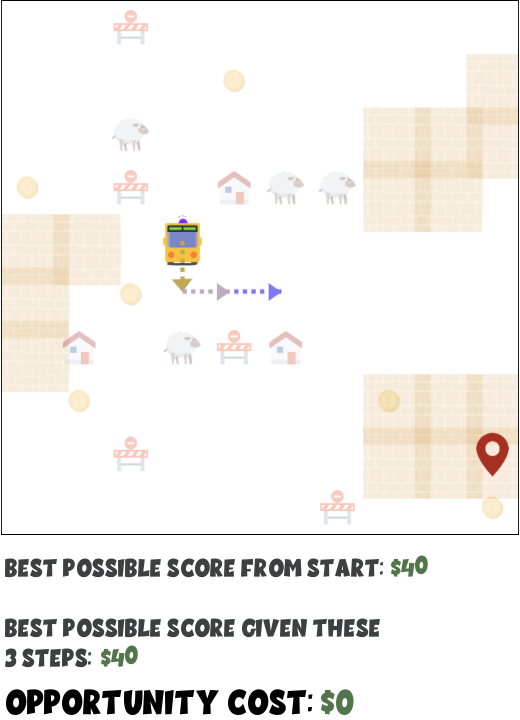 BEST POSSIBLE SCORE FROM START: $40
BEST POSSIBLE SCORE GIVEN THESE
3 STEPS: $40
OPPORTUNITY COST: $0